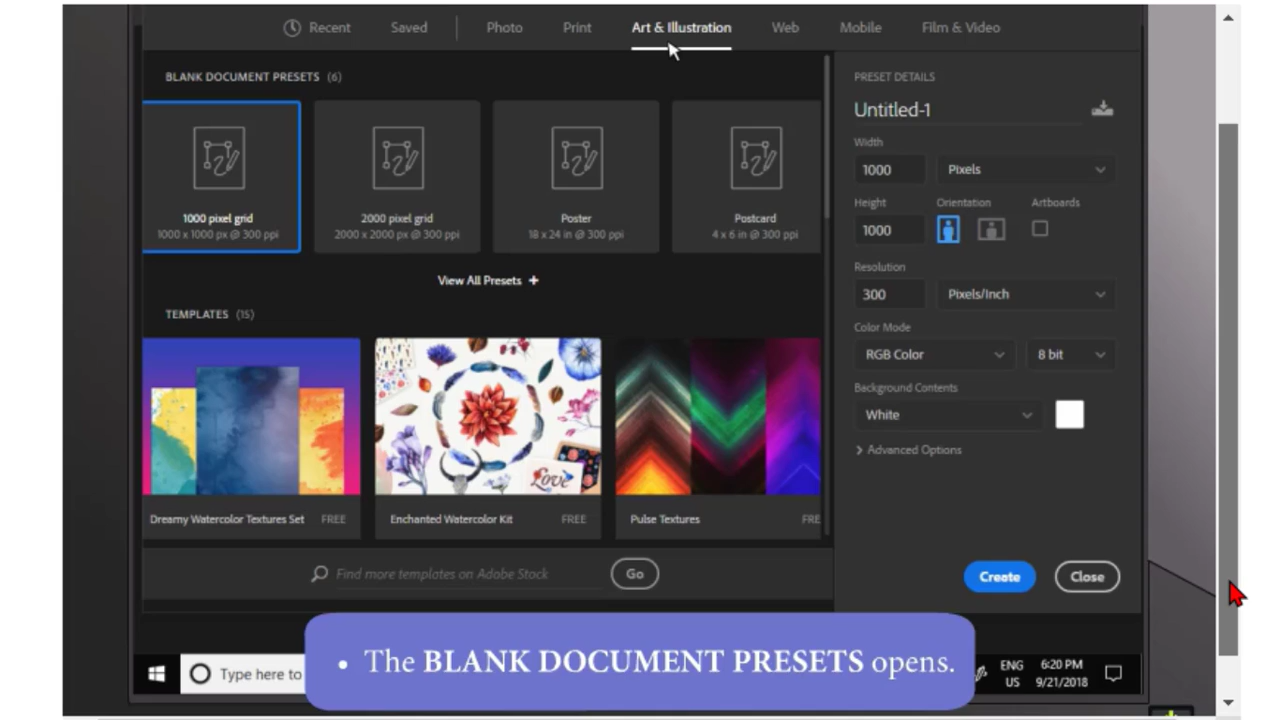 Recent Saved Photo Print Art & Illustration Web Mobile Film & Video
BLANK DOCUMENT PRESETS (6)
1000 pixel grid
1000 x 1000 px @ 300 ppi
2000 pixel grid
2000 x 2000 px @ 300 ppi
Poster
18 x 24 in @ 300 ppi
Postcard
4 x 6 in @ 300 ppi
View All Presets +
TEMPLATES (15)
Love
Dreamy Watercolor Textures Set FREE
Enchanted Watercolor Kit FREE
Pulse Textures FRE
Find more templates on Adobe Stock Go
PRESET DETAILS
Untitled-1
Width
1000 Pixels
Height Orientation Artboards
1000
Resolution
300 Pixels/Inch
Color Mode
RGB Color 8 bit
Background Contents
White
Advanced Options
Create Close
• The BLANK DOCUMENT PRESETS opens.
Type here to
ENG
US
6:20 PM
9/21/2018